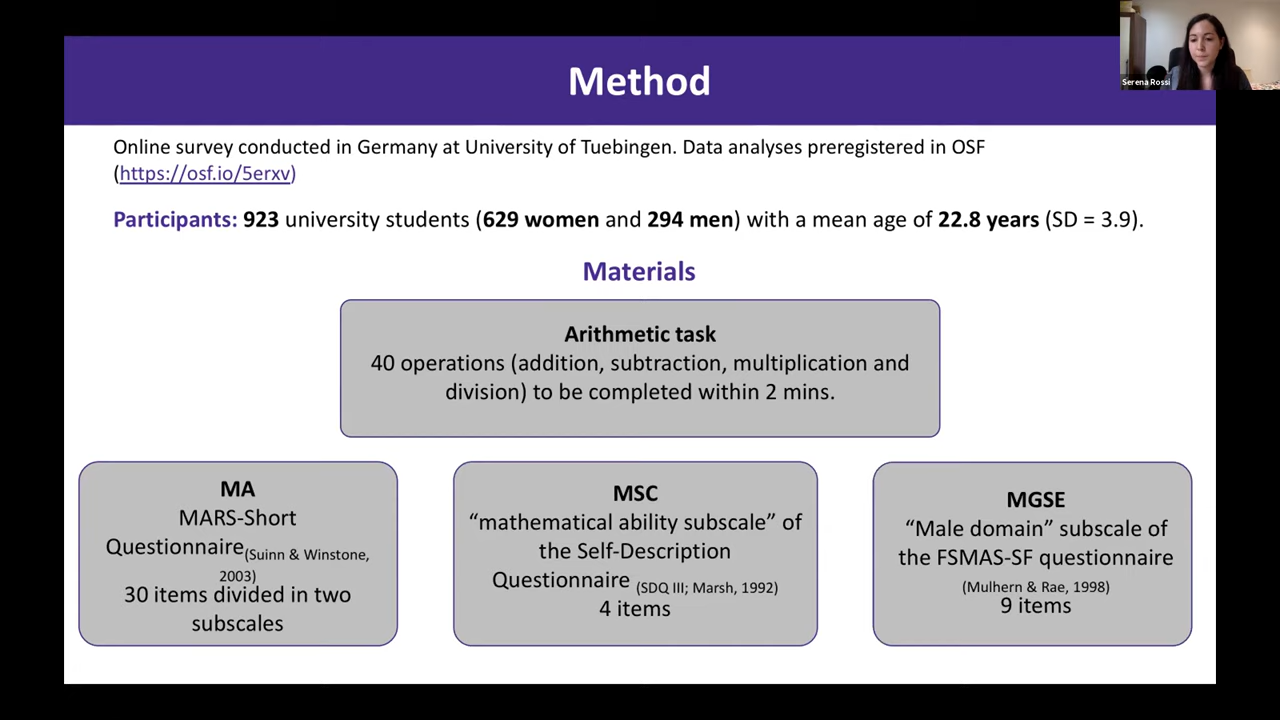 Serena Rossi
Method
Online survey conducted in Germany at University of Tuebingen. Data analyses preregistered in OSF
(https://osf.io/5erxv)
Participants: 923 university students (629 women and 294 men) with a mean age of 22.8 years (SD = 3.9).
Materials
Arithmetic task
40 operations (addition, subtraction, multiplication and
division) to be completed within 2 mins.
MA
MARS-Short
Questionnaire(Suinn & Winstone,
2003)
30 items divided in two
subscales
MSC
“mathematical ability subscale” of
the Self-Description
Questionnaire (SDQ III; Marsh, 1992)
4 items
MGSE
“Male domain” subscale of
the FSMAS-SF questionnaire
(Mulhern & Rae, 1998)
9 items